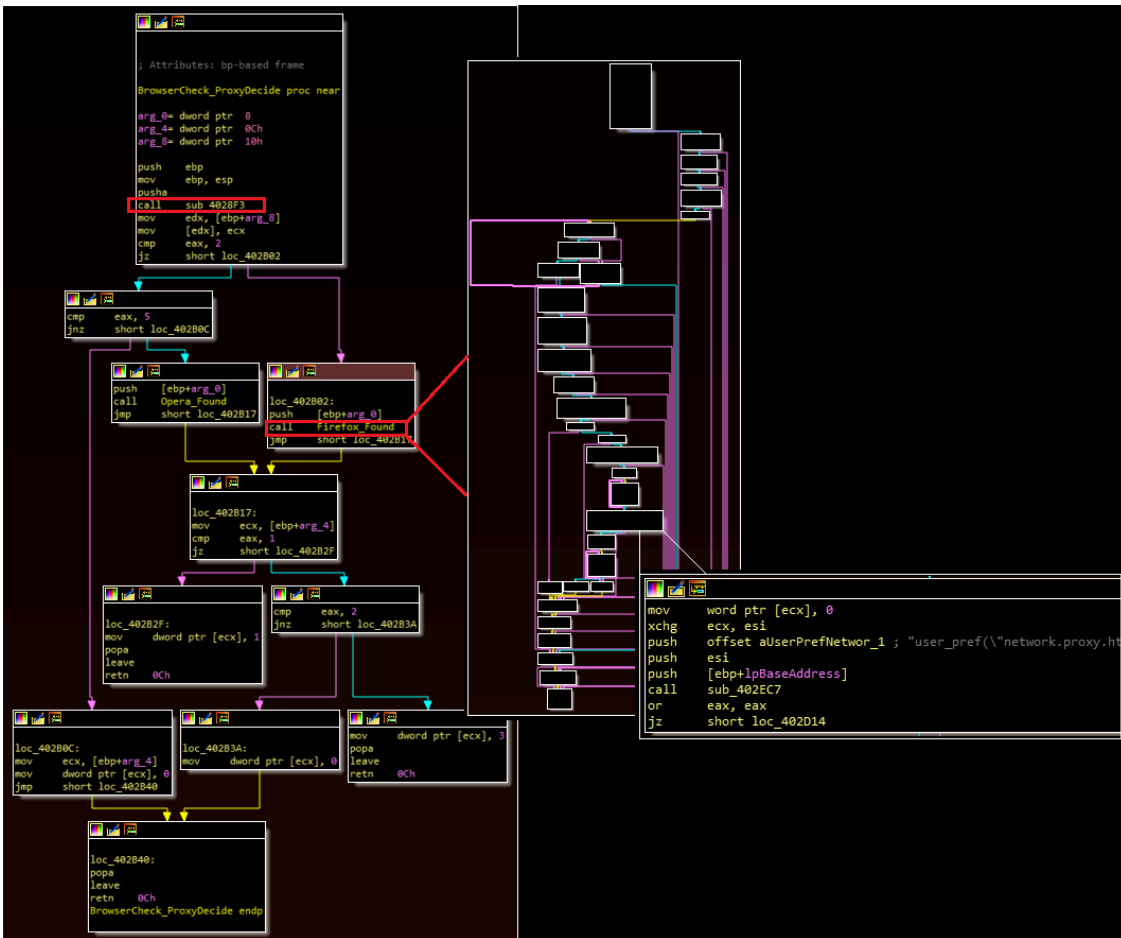 ; Attributes: bp-based frame
BrowserCheck_ProxyDecide proc near
arg_0= dword ptr 8
arg_4= dword ptr 0Ch
arg_8= dword ptr 10h
push ebp
mov ebp, esp
pusha
call sub_4028F3
mov edx, [ebp+arg_8]
mov [edx], ecx
cmp eax, 2
jz short loc_402B02
cmp eax, 5
jnz short loc_402B0C
push [ebp+arg_0]
call Opera_Found
jmp short loc_402B17
loc_402B02:
push [ebp+arg_0]
call Firefox_Found
jmp short loc_402B17
loc_402B17:
mov ecx, [ebp+arg_4]
cmp eax, 1
jz short loc_402B2F
loc_402B2F:
mov dword ptr [ecx], 1
popa
leave
retn 0Ch
cmp eax, 2
jnz short loc_402B3A
mov word ptr [ecx], 0
xchg ecx, esi
push offset aUserPrefNetwor_1 ; "user_pref(\"network.proxy.ht
push esi
push [ebp+lpBaseAddress]
call sub_402EC7
or eax, eax
jz short loc_402D14
loc_402B0C:
mov ecx, [ebp+arg_4]
mov dword ptr [ecx], 0
jmp short loc_402B40
loc_402B3A:
mov dword ptr [ecx], 0
mov dword ptr [ecx], 3
popa
leave
retn 0Ch
loc_402B40:
popa
leave
retn 0Ch
BrowserCheck_ProxyDecide endp